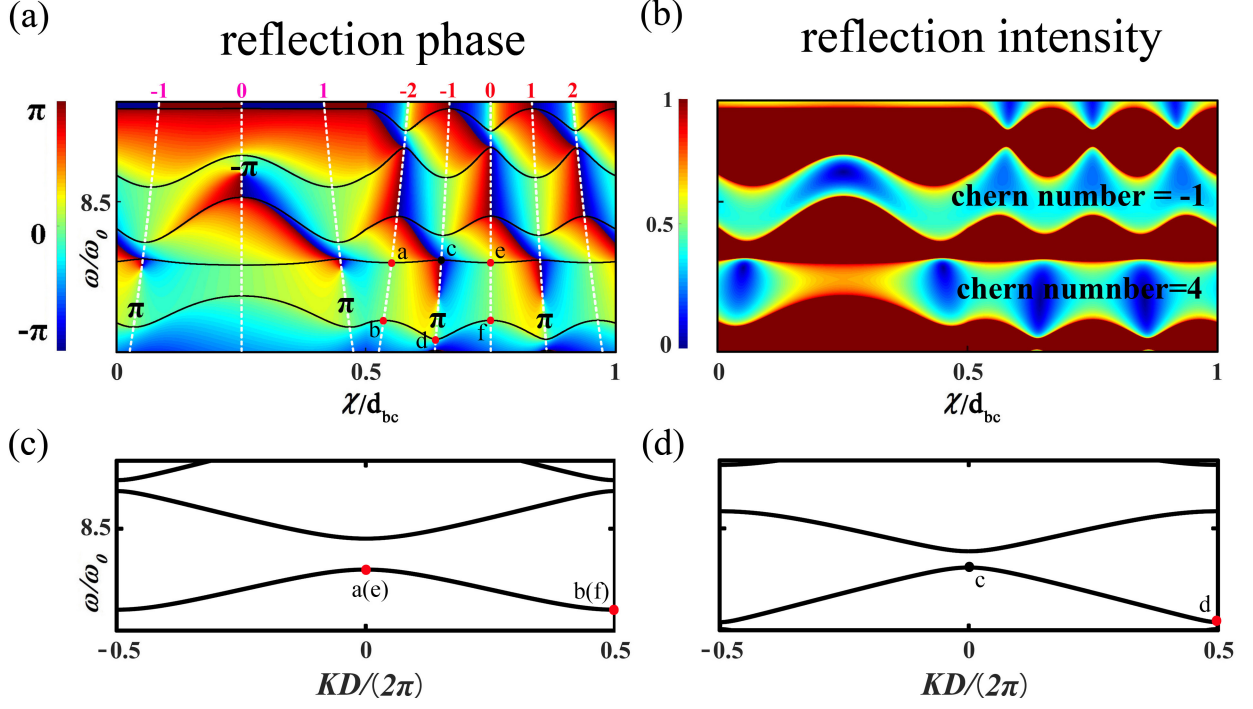 (a)
reflection phase
-1 0 1 -2 -1 0 1 2
π
0
-π
ω/ω0
8.5
-π
a c e
π π π π
b d f
0 0.5 1
χ/dbc
(b)
reflection intensity
1
0.5
0
chern number = -1
chern numnber=4
0 0.5 1
χ/dbc
(c)
ω/ω0
8.5
a(e)
b(f)
-0.5 0 0.5
KD/(2π)
(d)
c
d
-0.5 0 0.5
KD/(2π)